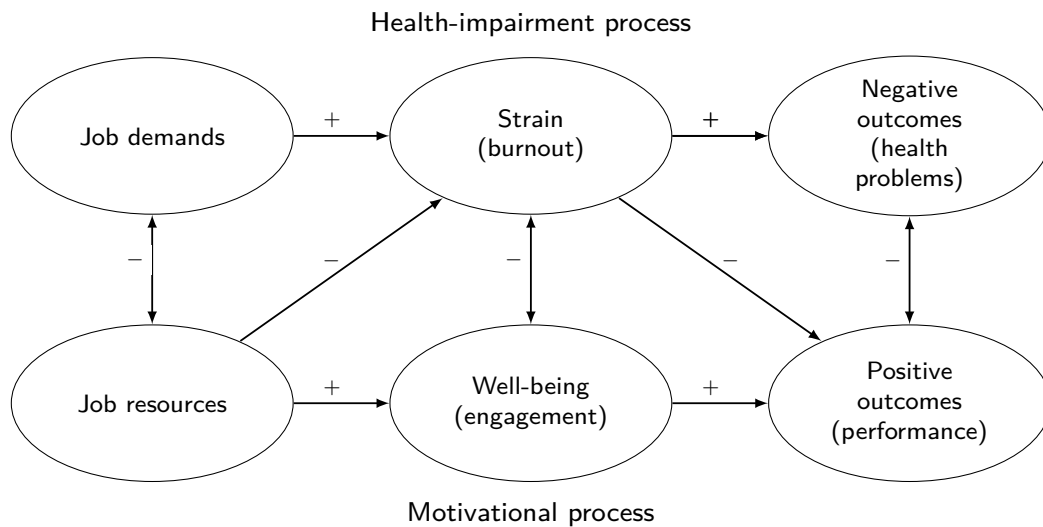 Health-impairment process
Job demands
+
Strain
(burnout)
+
Negative
outcomes
(health
problems)
−
−
−
−
−
Job resources
+
Well-being
(engagement)
+
Positive
outcomes
(performance)
Motivational process